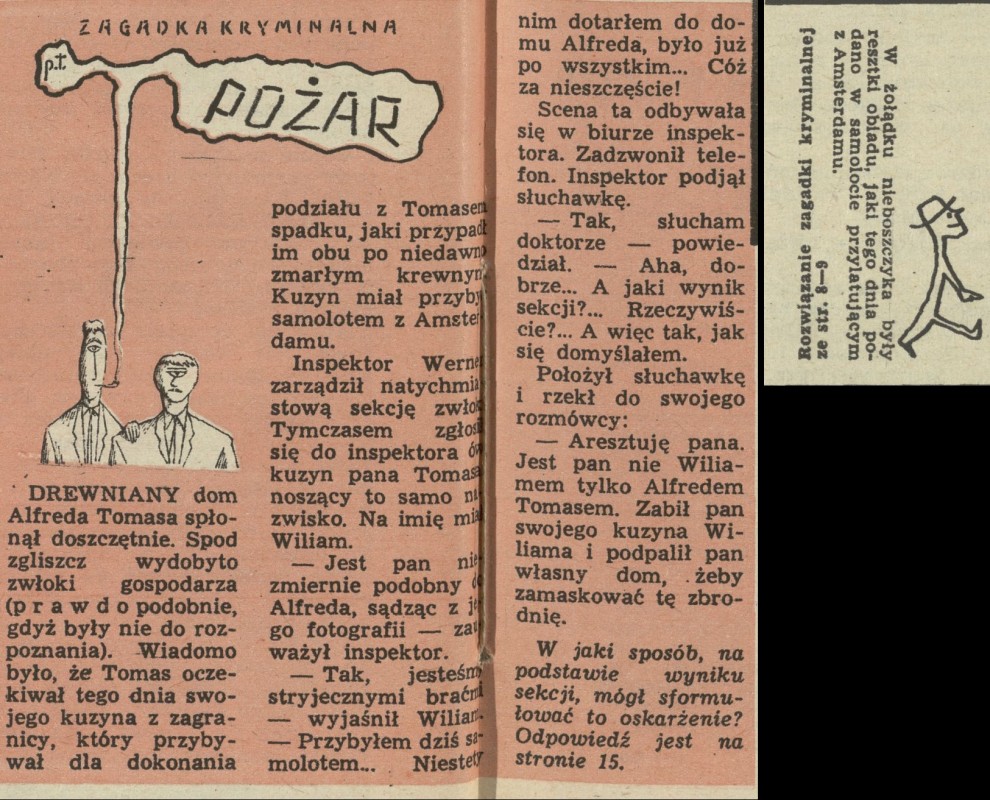 ZAGADKA KRYMINALNA
p.t.
POŻAR
DREWNIANY dom
Alfreda Tomasa spło-
nął doszczętnie. Spod
zgliszcz wydobyto
zwłoki gospodarza
(prawdopodobnie,
gdyż były nie do roz-
poznania). Wiadomo
było, że Tomas ocze-
kiwał tego dnia swo-
jego kuzyna z zagra-
nicy, który przyby-
wał dla dokonania
podziału z Tomasem
spadku, jaki przypadł
im obu po niedawno
zmarłym krewnym
Kuzyn miał przyby
samolotem z Amster-
damu.
Inspektor Werne
zarządził natychmia
stową sekcję zwłok
Tymczasem zgłosi
się do inspektora ów
kuzyn pana Tomasa
noszący to samo na-
zwisko. Na imię mia
Wiliam.
— Jest pan nie-
zmiernie podobny d
Alfreda, sądząc z je
go fotografii — zau
ważył inspektor.
— Tak, jesteśm
stryjecznymi braćmi
— wyjaśnił Wiliam.
— Przybyłem dziś sa-
molotem... Niestety
nim dotarłem do do-
mu Alfreda, było już
po wszystkim... Cóż
za nieszczęście!
Scena ta odbywała
się w biurze inspek-
tora. Zadzwonił tele-
fon. Inspektor podjął
słuchawkę.
— Tak, słucham
doktorze — powie-
dział. — Aha, do-
brze... A jaki wynik
sekcji?... Rzeczywiś-
cie?... A więc tak, jak
się domyślałem.
Położył słuchawkę
i rzekł do swojego
rozmówcy:
— Aresztuję pana.
Jest pan nie Wilia-
mem tylko Alfredem
Tomasem. Zabił pan
swojego kuzyna Wi-
liama i podpalił pan
własny dom, żeby
zamaskować tę zbro-
dnię.
W jaki sposób, na
podstawie wyniku
sekcji, mógł sformu-
łować to oskarżenie?
Odpowiedź jest na
stronie 15.
W żołądku nieboszczyka były
resztki obiadu, jaki tego dnia po-
dano w samolocie przylatującym
z Amsterdamu.
Rozwiązanie zagadki kryminalnej
ze str. 8—9